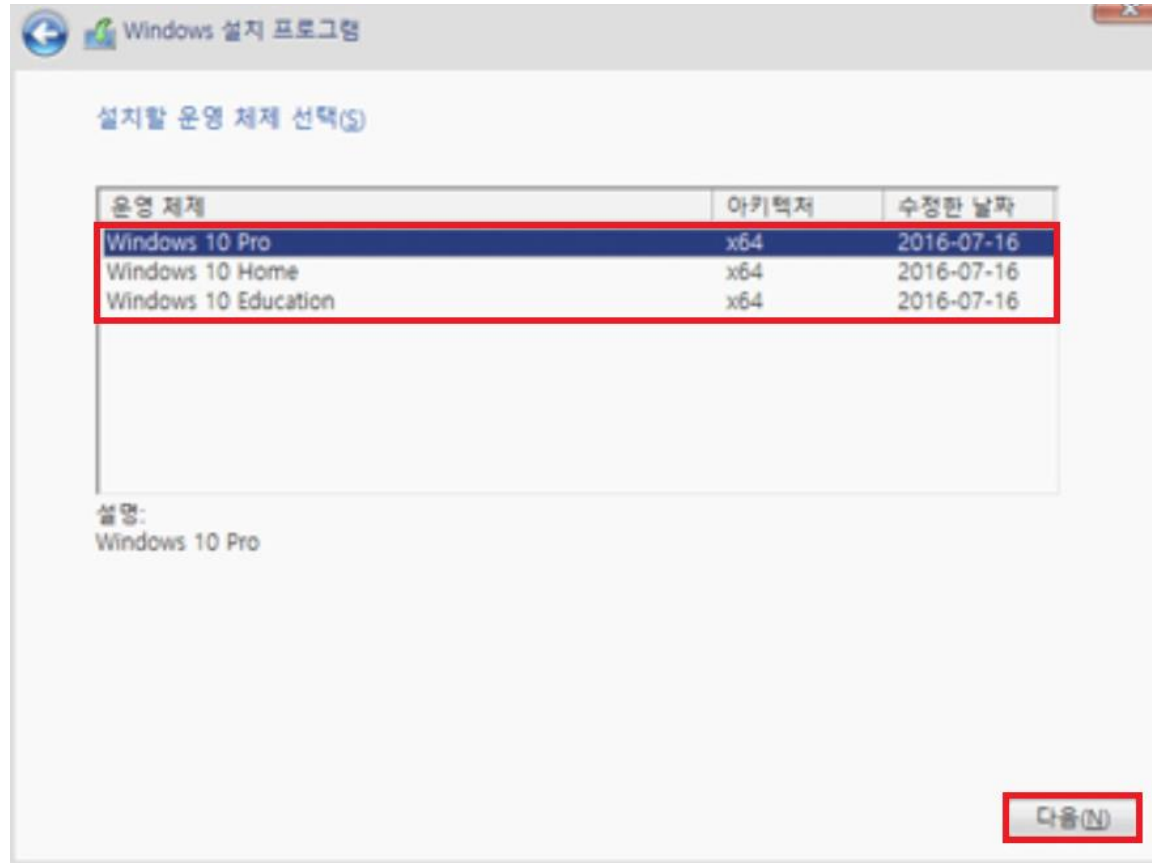 Windows 설치 프로그램
설치할 운영 체제 선택(S)
운영 체제 아키텍처 수정한 날짜
Windows 10 Pro x64 2016-07-16
Windows 10 Home x64 2016-07-16
Windows 10 Education x64 2016-07-16
설명:
Windows 10 Pro
다음(N)